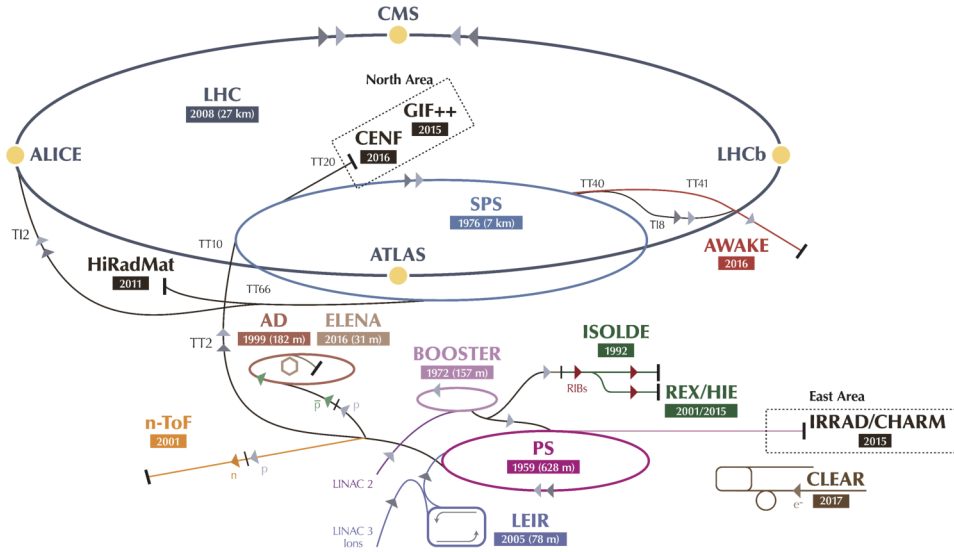 CMS
North Area
LHC
2008 (27 km)
GIF++
2015
CENF
2016
ALICE
LHCb
TT20
TT40
TT41
SPS
1976 (7 km)
TI8
TI2
TT10
ATLAS
AWAKE
2016
HiRadMat
2011
TT66
AD
1999 (182 m)
ELENA
2016 (31 m)
TT2
ISOLDE
1992
BOOSTER
1972 (157 m)
RIBs
REX/HIE
2001/2015
East Area
p
p
n-ToF
2001
IRRAD/CHARM
2015
PS
1959 (628 m)
n
p
LINAC 2
CLEAR
2017
e-
LEIR
2005 (78 m)
LINAC 3
Ions